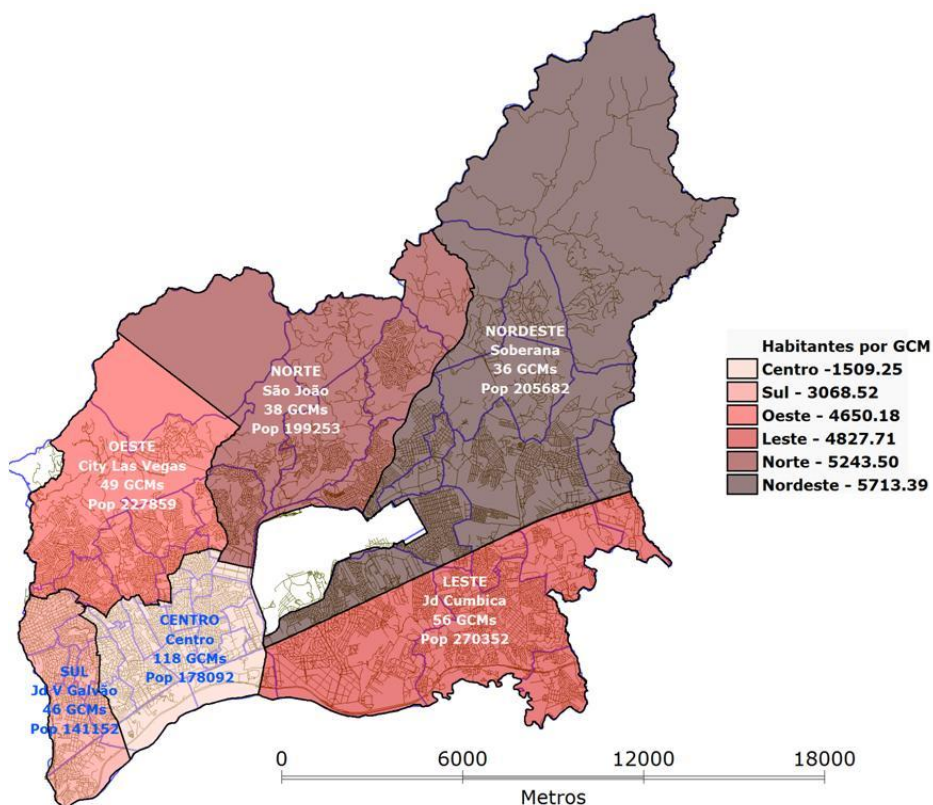 NORDESTE
Soberana
36 GCMs
Pop 205682
NORTE
São João
38 GCMs
Pop 199253
OESTE
City Las Vegas
49 GCMs
Pop 227859
LESTE
Jd Cumbica
56 GCMs
Pop 270352
CENTRO
Centro
118 GCMs
Pop 178092
SUL
Jd V Galvão
46 GCMs
Pop 141152
Habitantes por GCM
Centro -1509.25
Sul - 3068.52
Oeste - 4650.18
Leste - 4827.71
Norte - 5243.50
Nordeste - 5713.39
0 6000 12000 18000
Metros